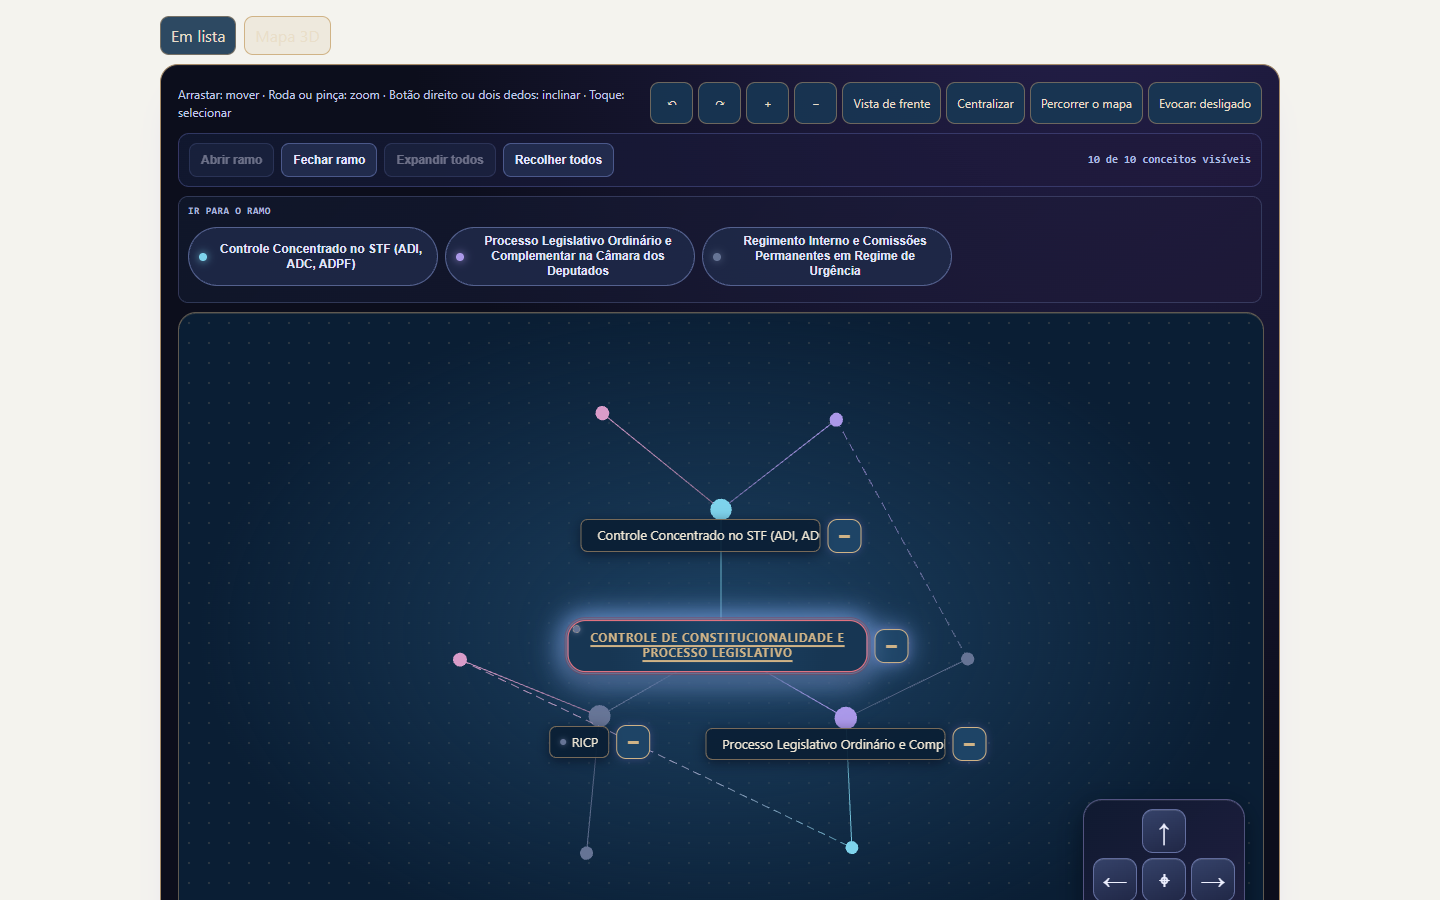 Em lista
Mapa 3D
Arrastar: mover · Roda ou pinça: zoom · Botão direito ou dois dedos: inclinar · Toque:
selecionar
↶
↷
+
−
Vista de frente
Centralizar
Percorrer o mapa
Evocar: desligado
Abrir ramo
Fechar ramo
Expandir todos
Recolher todos
10 de 10 conceitos visíveis
IR PARA O RAMO
Controle Concentrado no STF (ADI,
ADC, ADPF)
Processo Legislativo Ordinário e
Complementar na Câmara dos
Deputados
Regimento Interno e Comissões
Permanentes em Regime de
Urgência
Controle Concentrado no STF (ADI, AD
−
CONTROLE DE CONSTITUCIONALIDADE E
PROCESSO LEGISLATIVO
−
RICP
−
Processo Legislativo Ordinário e Comp
−
↑
←
⌖
→